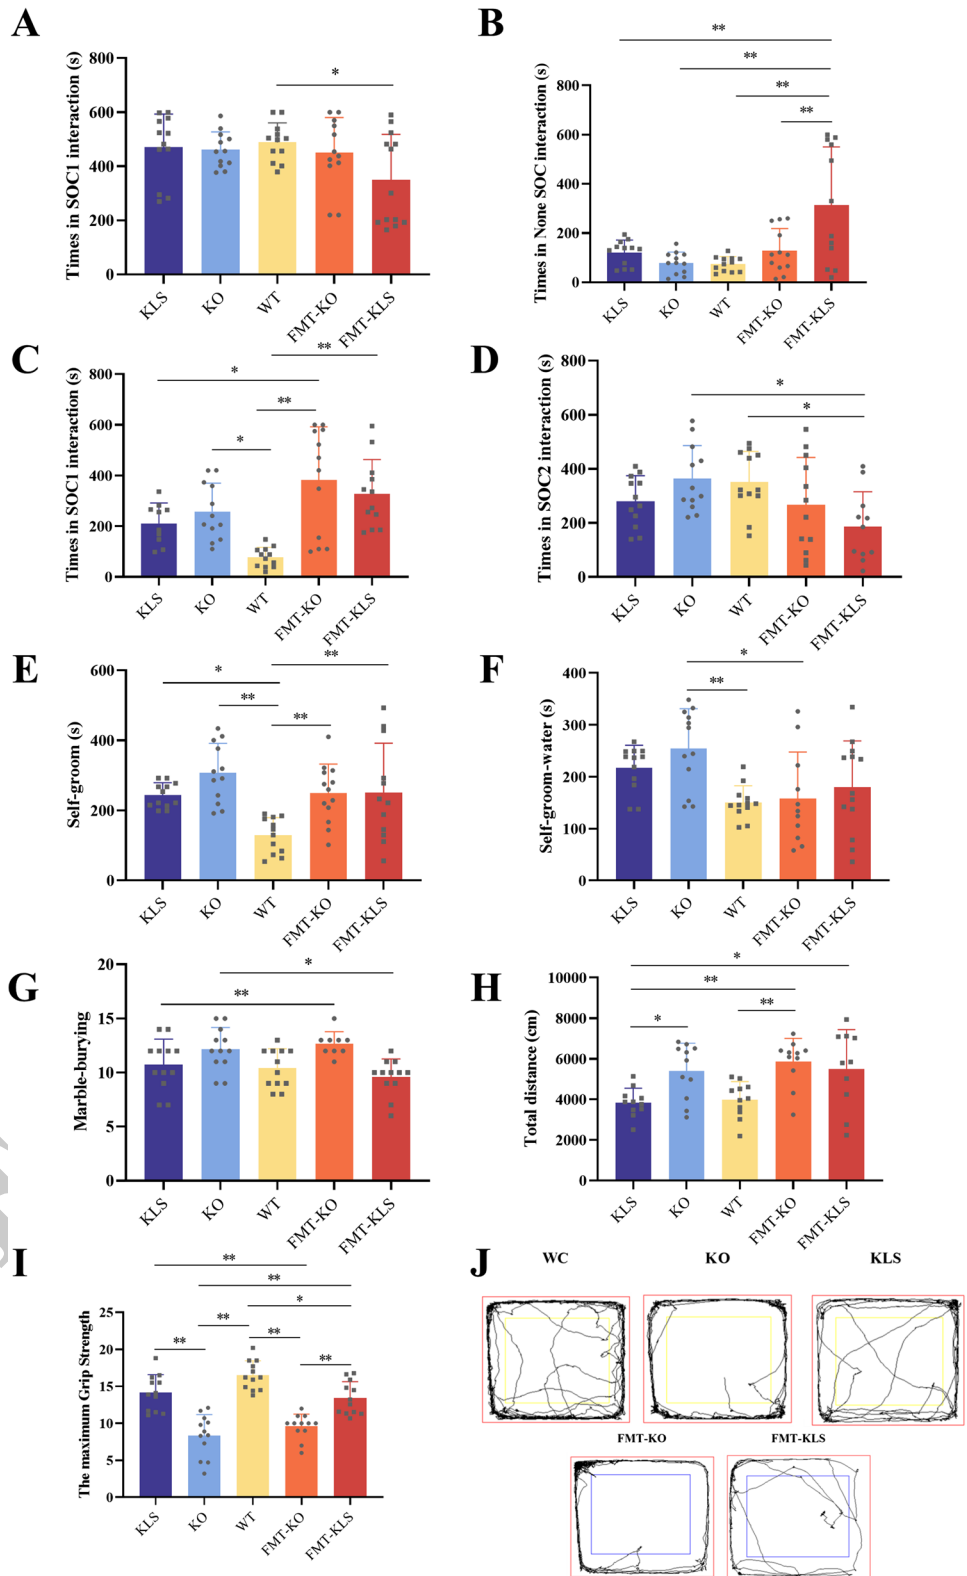 A
Times in SOC1 interaction (s)
800
600
400
200
0
*
KLS
KO
WT
FMT-KO
FMT-KLS
B
Times in None SOC interaction (s)
800
600
400
200
0
**
**
**
**
KLS
KO
WT
FMT-KO
FMT-KLS
C
Times in SOC1 interaction (s)
800
600
400
200
0
**
*
**
*
KLS
KO
WT
FMT-KO
FMT-KLS
D
Times in SOC2 interaction (s)
800
600
400
200
0
*
*
KLS
KO
WT
FMT-KO
FMT-KLS
E
Self-groom (s)
600
400
200
0
**
*
**
**
KLS
KO
WT
FMT-KO
FMT-KLS
F
Self-groom-water (s)
400
300
200
100
0
*
**
KLS
KO
WT
FMT-KO
FMT-KLS
G
Marble-burying
20
15
10
5
0
*
**
KLS
KO
WT
FMT-KO
FMT-KLS
H
Total distance (cm)
10000
8000
6000
4000
2000
0
*
**
**
*
KLS
KO
WT
FMT-KO
FMT-KLS
I
The maximum Grip Strength
25
20
15
10
5
0
**
**
*
**
**
**
**
KLS
KO
WT
FMT-KO
FMT-KLS
J
WC
KO
KLS
FMT-KO
FMT-KLS